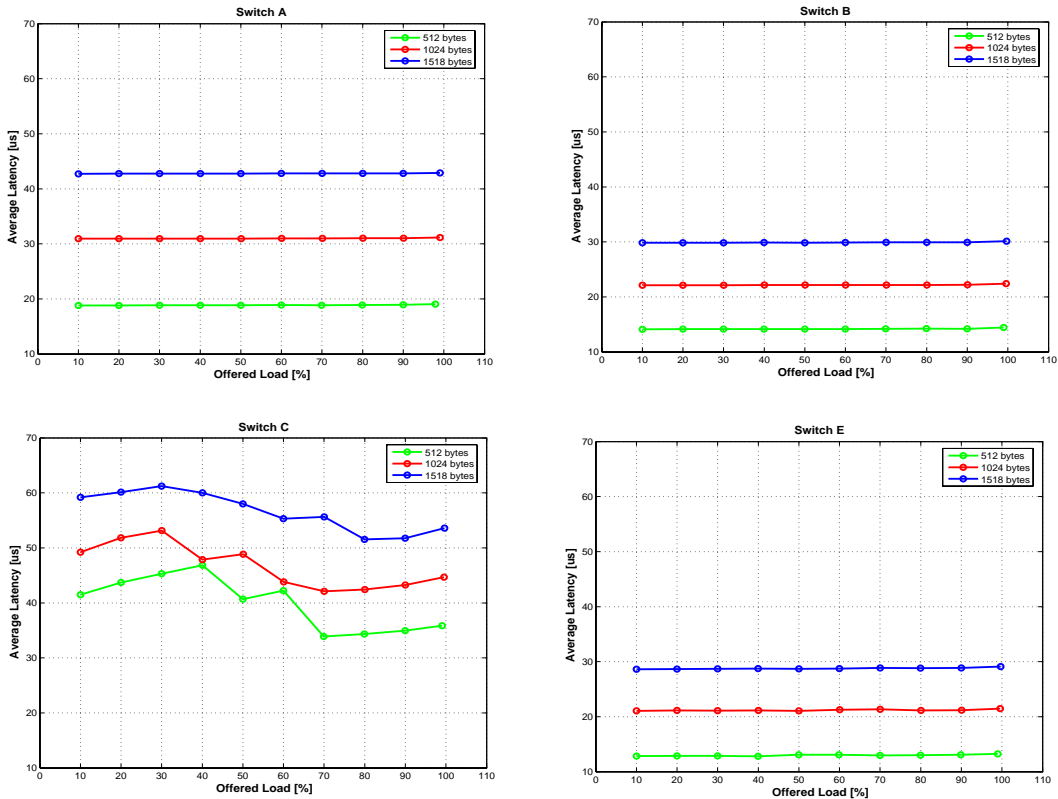 Switch A
70
60
50
40
30
20
10
0 10 20 30 40 50 60 70 80 90 100 110
Average Latency [us]
Offered Load [%]
512 bytes
1024 bytes
1518 bytes
Switch B
70
60
50
40
30
20
10
0 10 20 30 40 50 60 70 80 90 100 110
Average Latency [us]
Offered Load [%]
512 bytes
1024 bytes
1518 bytes
Switch C
70
60
50
40
30
20
10
0 10 20 30 40 50 60 70 80 90 100 110
Average Latency [us]
Offered Load [%]
512 bytes
1024 bytes
1518 bytes
Switch E
70
60
50
40
30
20
10
0 10 20 30 40 50 60 70 80 90 100 110
Average Latency [us]
Offered Load [%]
512 bytes
1024 bytes
1518 bytes